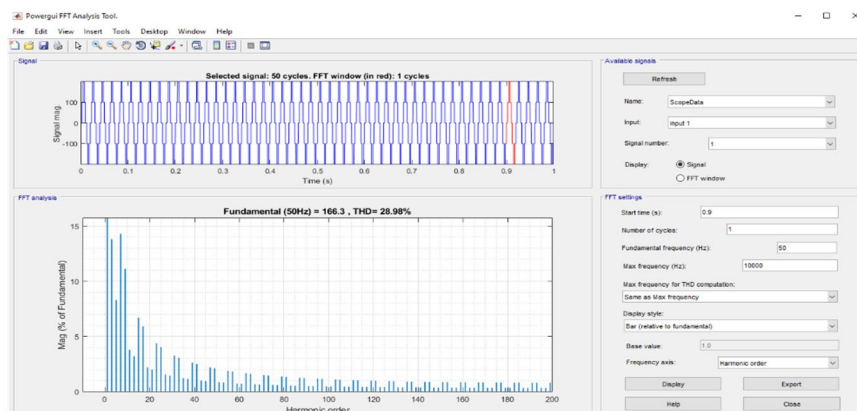 Powergui FFT Analysis Tool.
File Edit View Insert Tools Desktop Window Help
Signal
Selected signal: 50 cycles. FFT window (in red): 1 cycles
Signal mag.
100
0
-100
0 0.1 0.2 0.3 0.4 0.5 0.6 0.7 0.8 0.9 1
Time (s)
FFT analysis
Fundamental (50Hz) = 166.3 , THD= 28.98%
Mag (% of Fundamental)
15
10
5
0
0 20 40 60 80 100 120 140 160 180 200
Harmonic order
Available signals
Refresh
Name: ScopeData
Input: input 1
Signal number: 1
Display: Signal
FFT window
FFT settings
Start time (s): 0.9
Number of cycles: 1
Fundamental frequency (Hz): 50
Max frequency (Hz): 10000
Max frequency for THD computation:
Same as Max frequency
Display style:
Bar (relative to fundamental)
Base value: 1.0
Frequency axis: Harmonic order
Display Export
Help Close